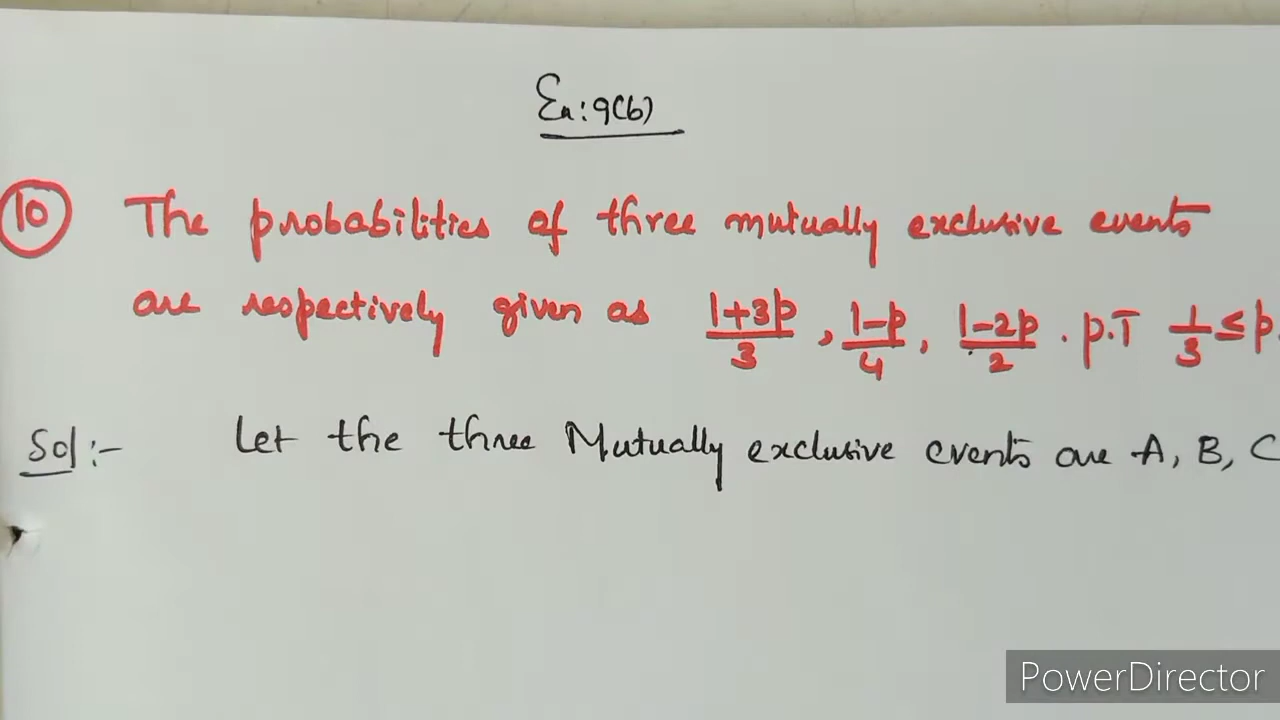 Ex: 9(b)
10 The probabilities of three mutually exclusive events
are respectively given as 1+3p/3, 1-p/4, 1-2p/2. P.T 1/3 ≤ p
Sol:- Let the three Mutually exclusive events are A, B, C
PowerDirector